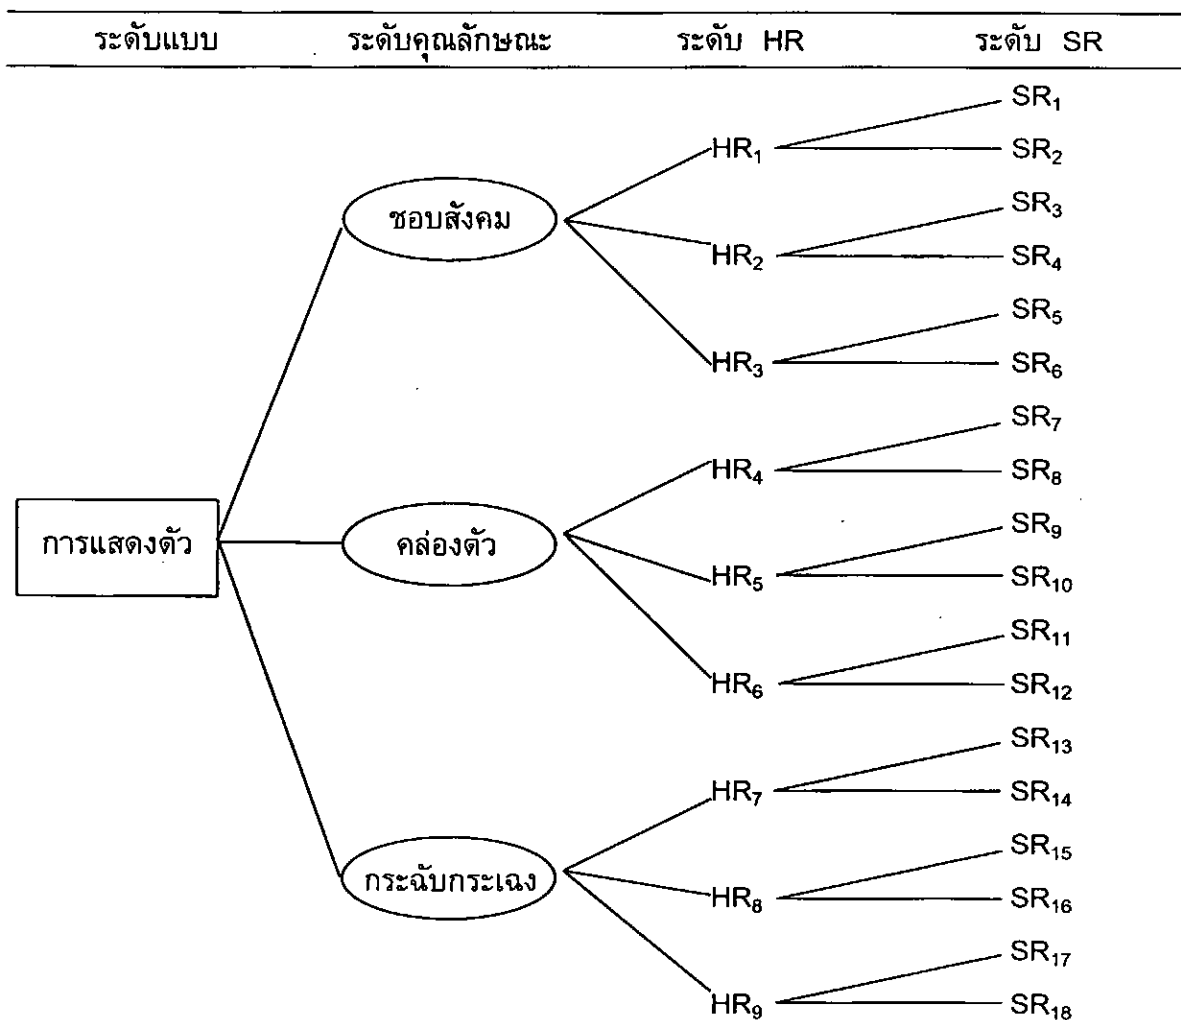 ระดับแบบ ระดับคุณลักษณะ ระดับ HR ระดับ SR
SR₁
HR₁ SR₂
ชอบสังคม SR₃
HR₂ SR₄
SR₅
HR₃ SR₆
SR₇
HR₄ SR₈
การแสดงตัว คล่องตัว SR₉
HR₅ SR₁₀
SR₁₁
HR₆ SR₁₂
SR₁₃
HR₇ SR₁₄
กระฉับกระเฉง SR₁₅
HR₈ SR₁₆
SR₁₇
HR₉ SR₁₈